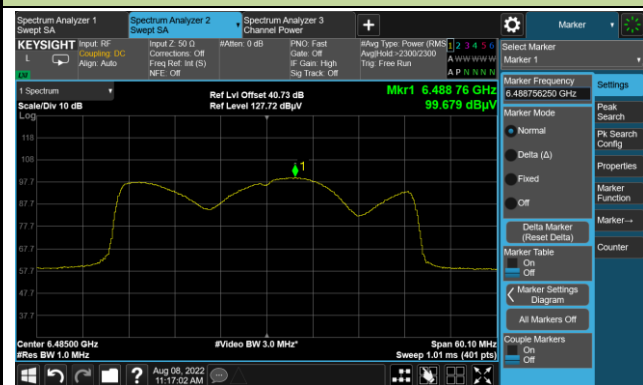 Spectrum Analyzer 1
Swept SA
Spectrum Analyzer 2
Swept SA
Spectrum Analyzer 3
Channel Power
+
Marker
KEYSIGHT
L
Input: RF
Coupling: DC
Align: Auto
Input Z: 50 Ω
Corrections: Off
Freq Ref: Int (S)
NFE: Off
#Atten: 0 dB
PNO: Fast
Gate: Off
IF Gain: High
Sig Track: Off
#Avg Type: Power (RMS)
Avg|Hold:>2300/2300
Trig: Free Run
1 2 3 4 5 6
A W W W W W
A P N N N N
Select Marker
Marker 1
1 Spectrum
Scale/Div 10 dB
Log
Ref Lvl Offset 40.73 dB
Ref Level 127.72 dBµV
Mkr1 6.488 76 GHz
99.679 dBµV
118
108
97.7
87.7
77.7
67.7
57.7
47.7
37.7
1
Center 6.48500 GHz
#Res BW 1.0 MHz
#Video BW 3.0 MHz*
Span 60.10 MHz
Sweep 1.01 ms (401 pts)
Marker Frequency
6.488756250 GHz
Marker Mode
Normal
Delta (Δ)
Fixed
Off
Delta Marker
(Reset Delta)
Marker Table
On
Off
Marker Settings
Diagram
All Markers Off
Couple Markers
On
Off
Settings
Peak
Search
Pk Search
Config
Properties
Marker
Function
Marker→
Counter
?
Aug 08, 2022
11:17:02 AM